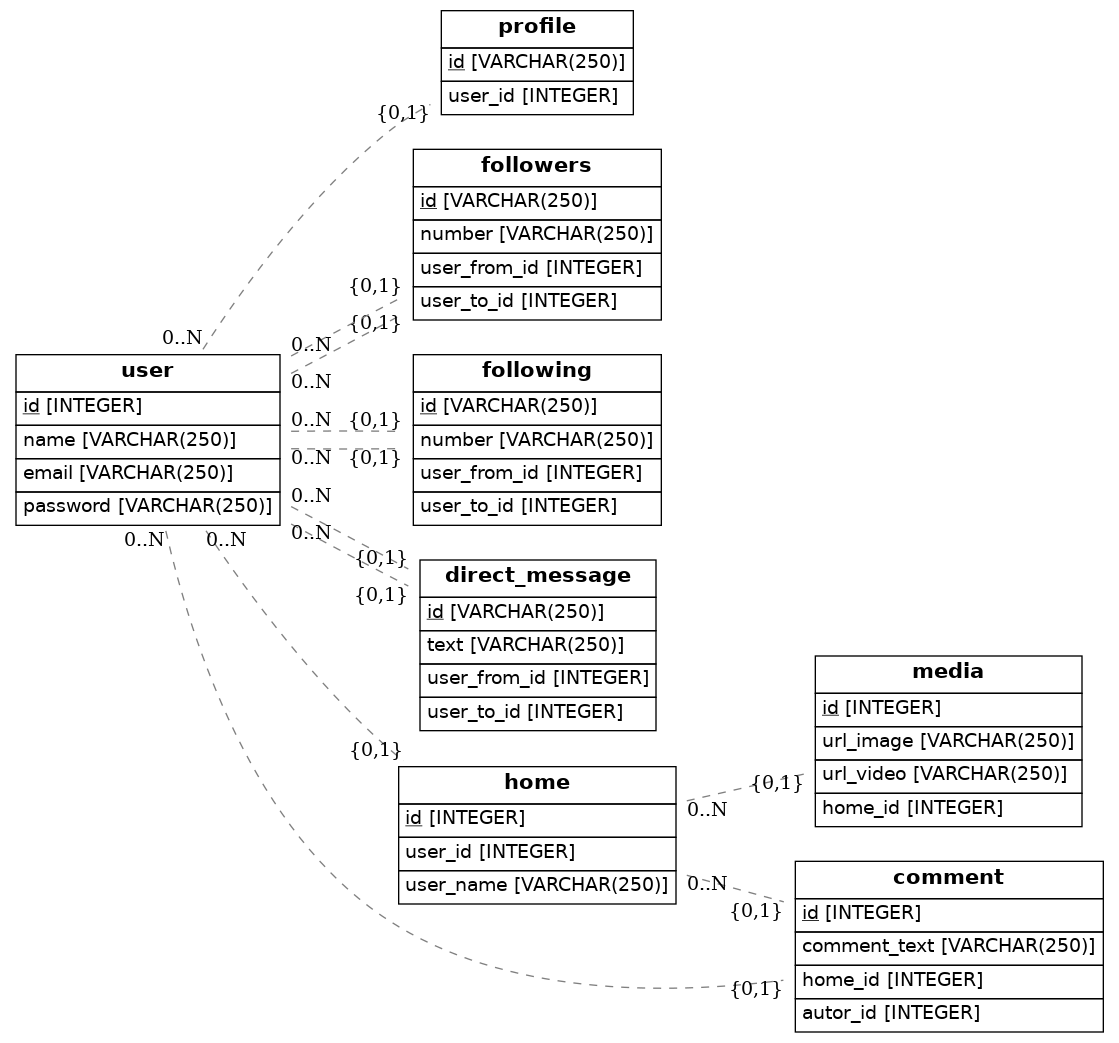 profile
id [VARCHAR(250)]
user_id [INTEGER]
{0,1}
followers
id [VARCHAR(250)]
number [VARCHAR(250)]
user_from_id [INTEGER]
user_to_id [INTEGER]
{0,1}
{0,1}
0..N
0..N
0..N
user
id [INTEGER]
name [VARCHAR(250)]
email [VARCHAR(250)]
password [VARCHAR(250)]
following
id [VARCHAR(250)]
number [VARCHAR(250)]
user_from_id [INTEGER]
user_to_id [INTEGER]
0..N
{0,1}
0..N
{0,1}
0..N
0..N
0..N
0..N
{0,1}
{0,1}
direct_message
id [VARCHAR(250)]
text [VARCHAR(250)]
user_from_id [INTEGER]
user_to_id [INTEGER]
{0,1}
home
id [INTEGER]
user_id [INTEGER]
user_name [VARCHAR(250)]
media
id [INTEGER]
url_image [VARCHAR(250)]
url_video [VARCHAR(250)]
home_id [INTEGER]
{0,1}
0..N
0..N
{0,1}
{0,1}
comment
id [INTEGER]
comment_text [VARCHAR(250)]
home_id [INTEGER]
autor_id [INTEGER]